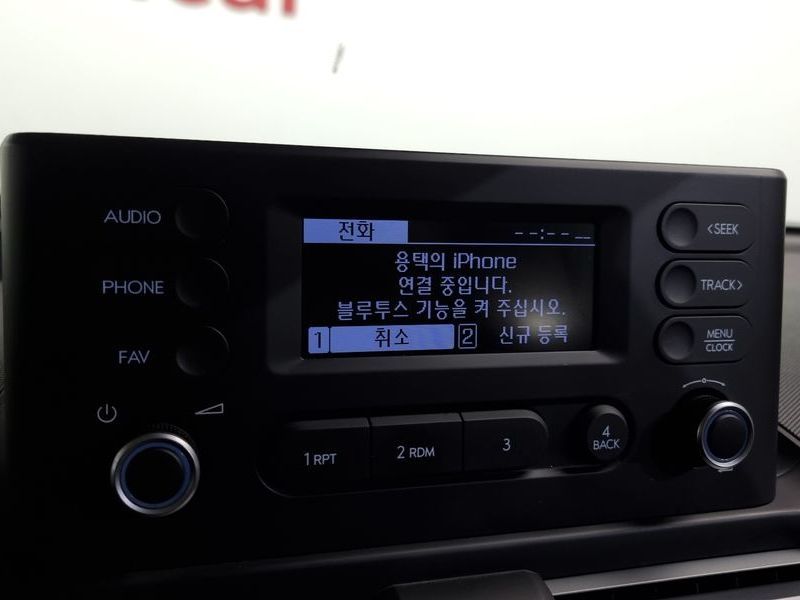 car
AUDIO
PHONE
FAV
전화 --:-- __
용택의 iPhone
연결 중입니다.
블루투스 기능을 켜 주십시오.
1 취소 2 신규 등록
< SEEK
TRACK >
MENU
CLOCK
1 RPT
2 RDM
3
4
BACK